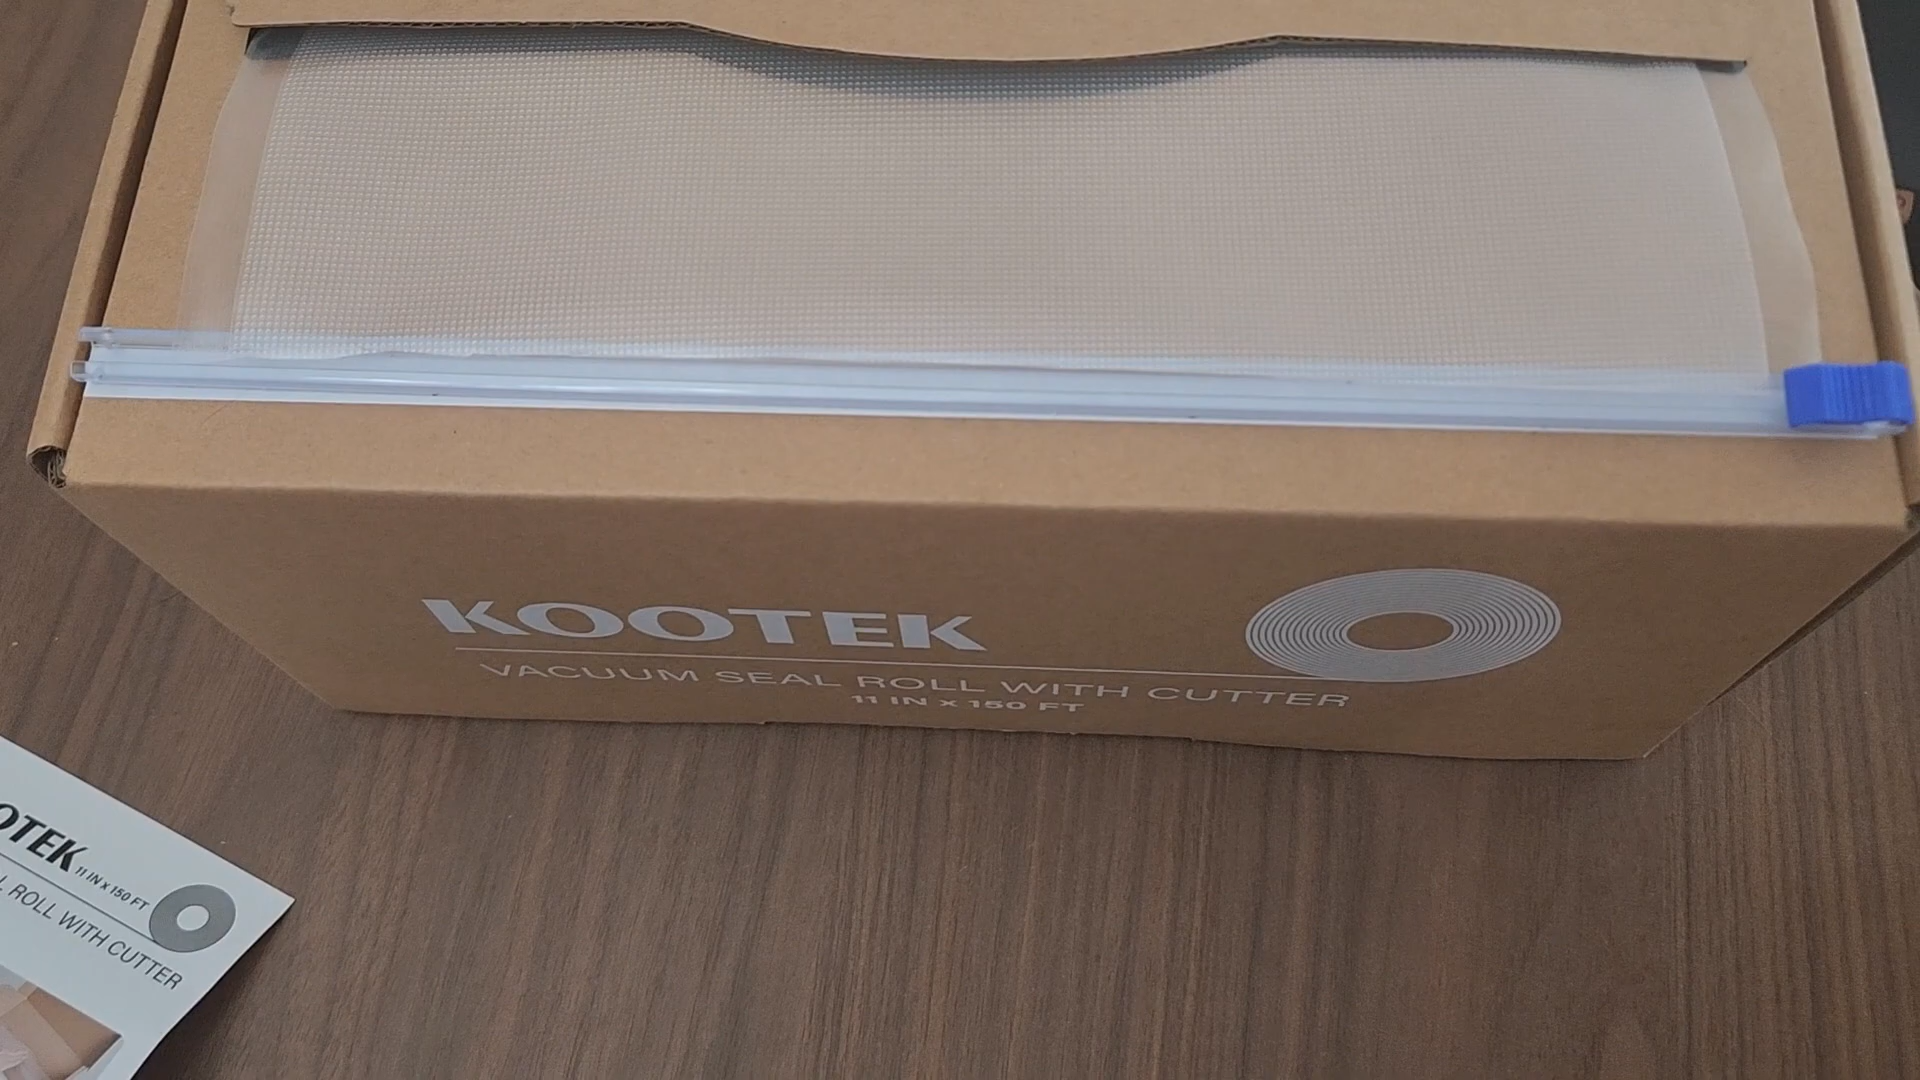 KOOTEK
VACUUM SEAL ROLL WITH CUTTER
11 IN x 150 FT
OTEK 11 IN x 150 FT
L ROLL WITH CUTTER